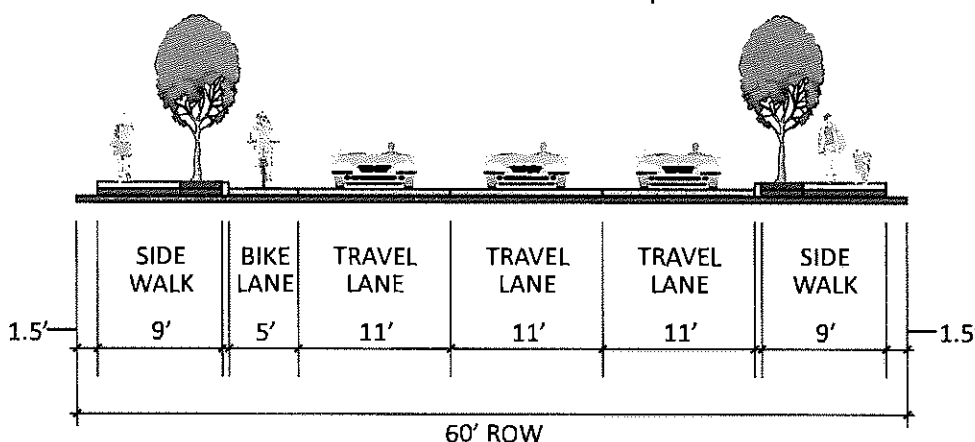 SIDE WALK
BIKE LANE
TRAVEL LANE
TRAVEL LANE
TRAVEL LANE
SIDE WALK
1.5' 9' 5' 11' 11' 11' 9' 1.5
60' ROW